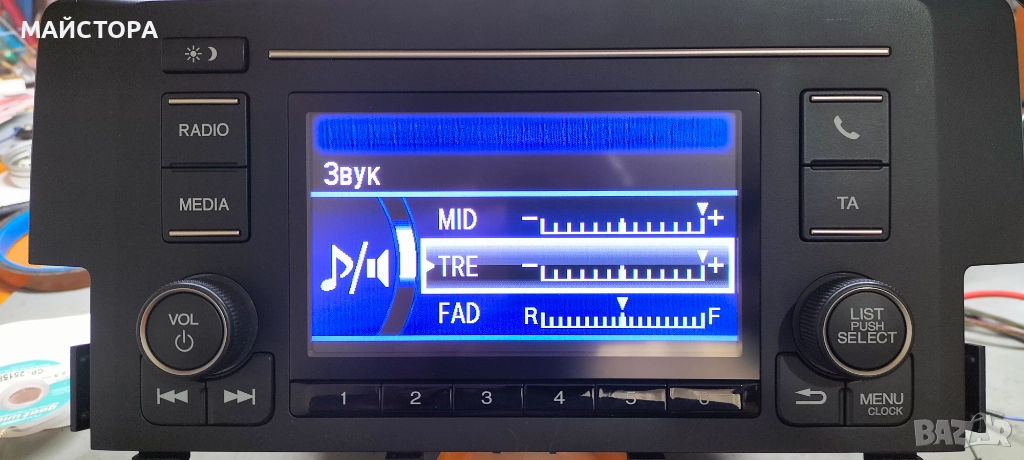 МАЙСТОРА
RADIO
MEDIA
VOL
Звук
MID
TRE
FAD R F
TA
LIST
PUSH
SELECT
1 2 3 4 5 6
MENU
CLOCK
BAZAR